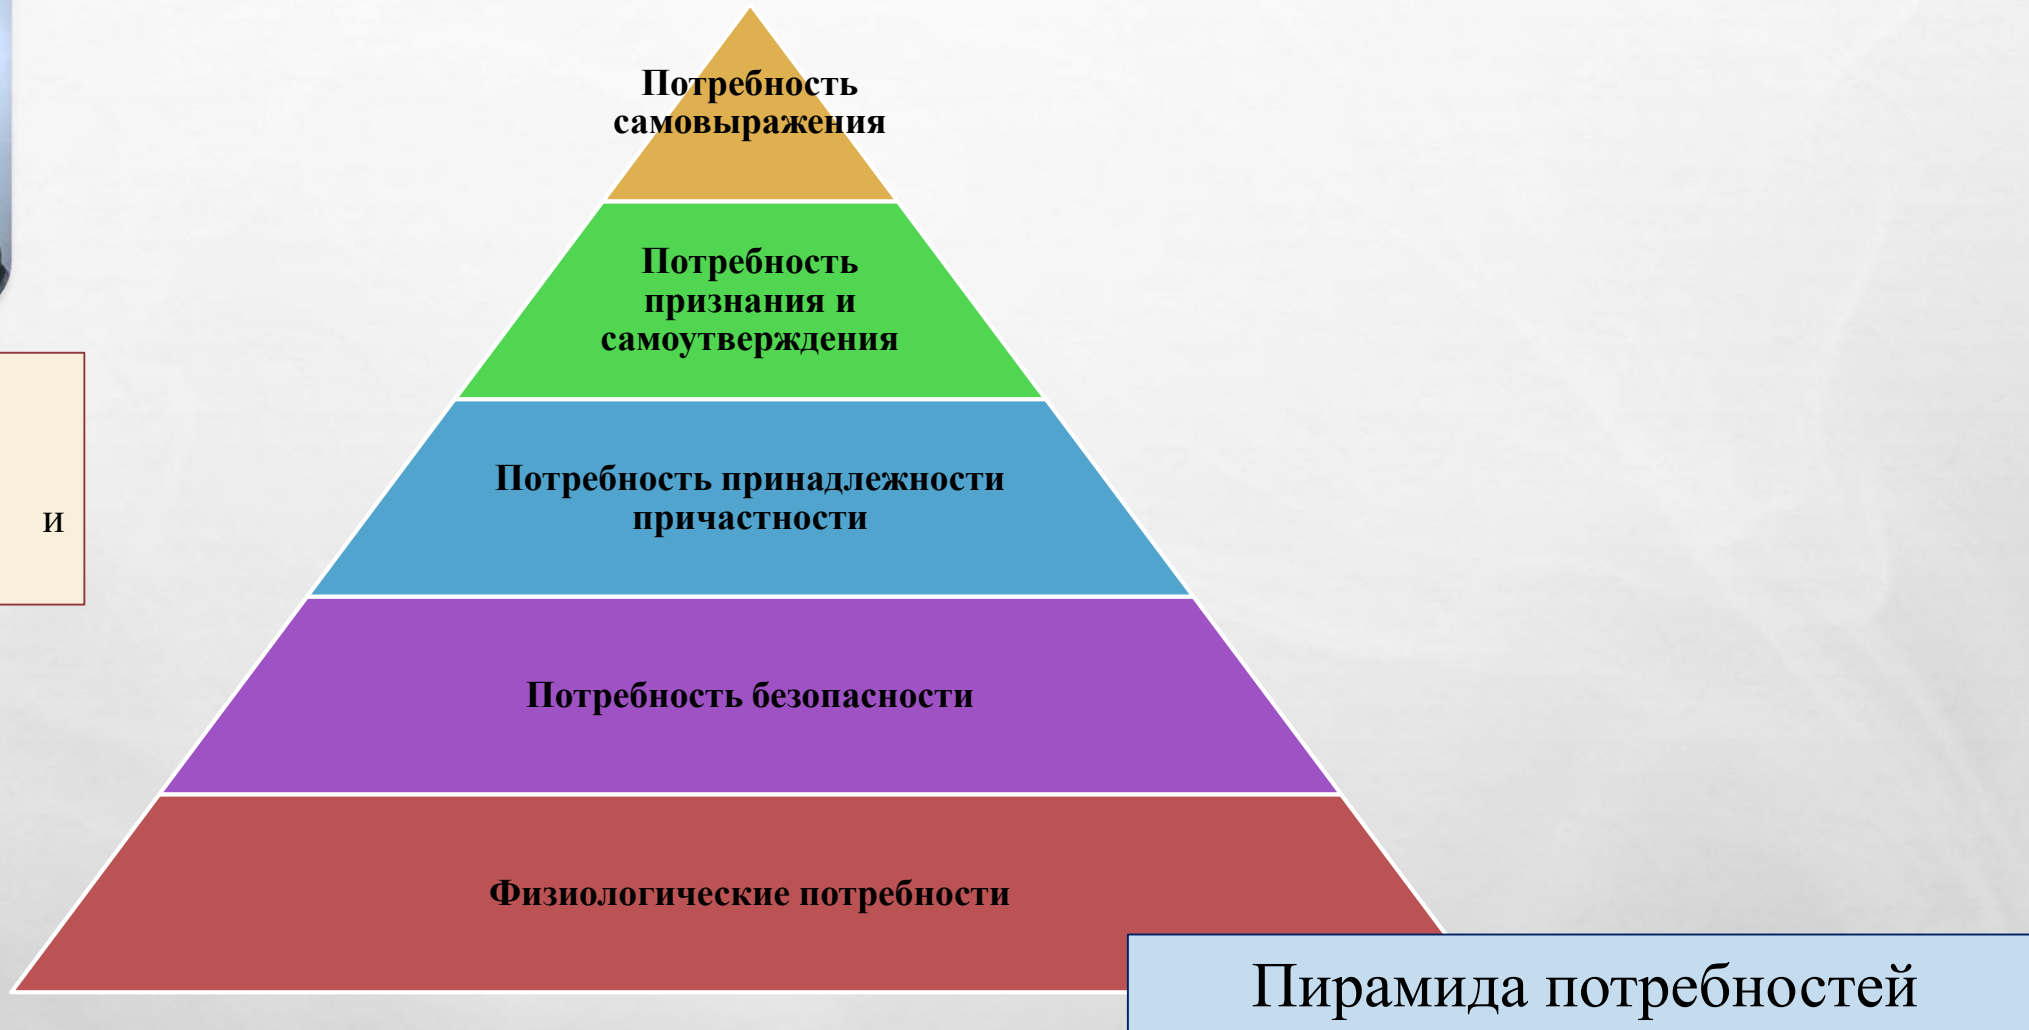 Потребность
самовыражения
Потребность
признания и
самоутверждения
Потребность принадлежности
причастности
и
Потребность безопасности
Физиологические потребности
Пирамида потребностей